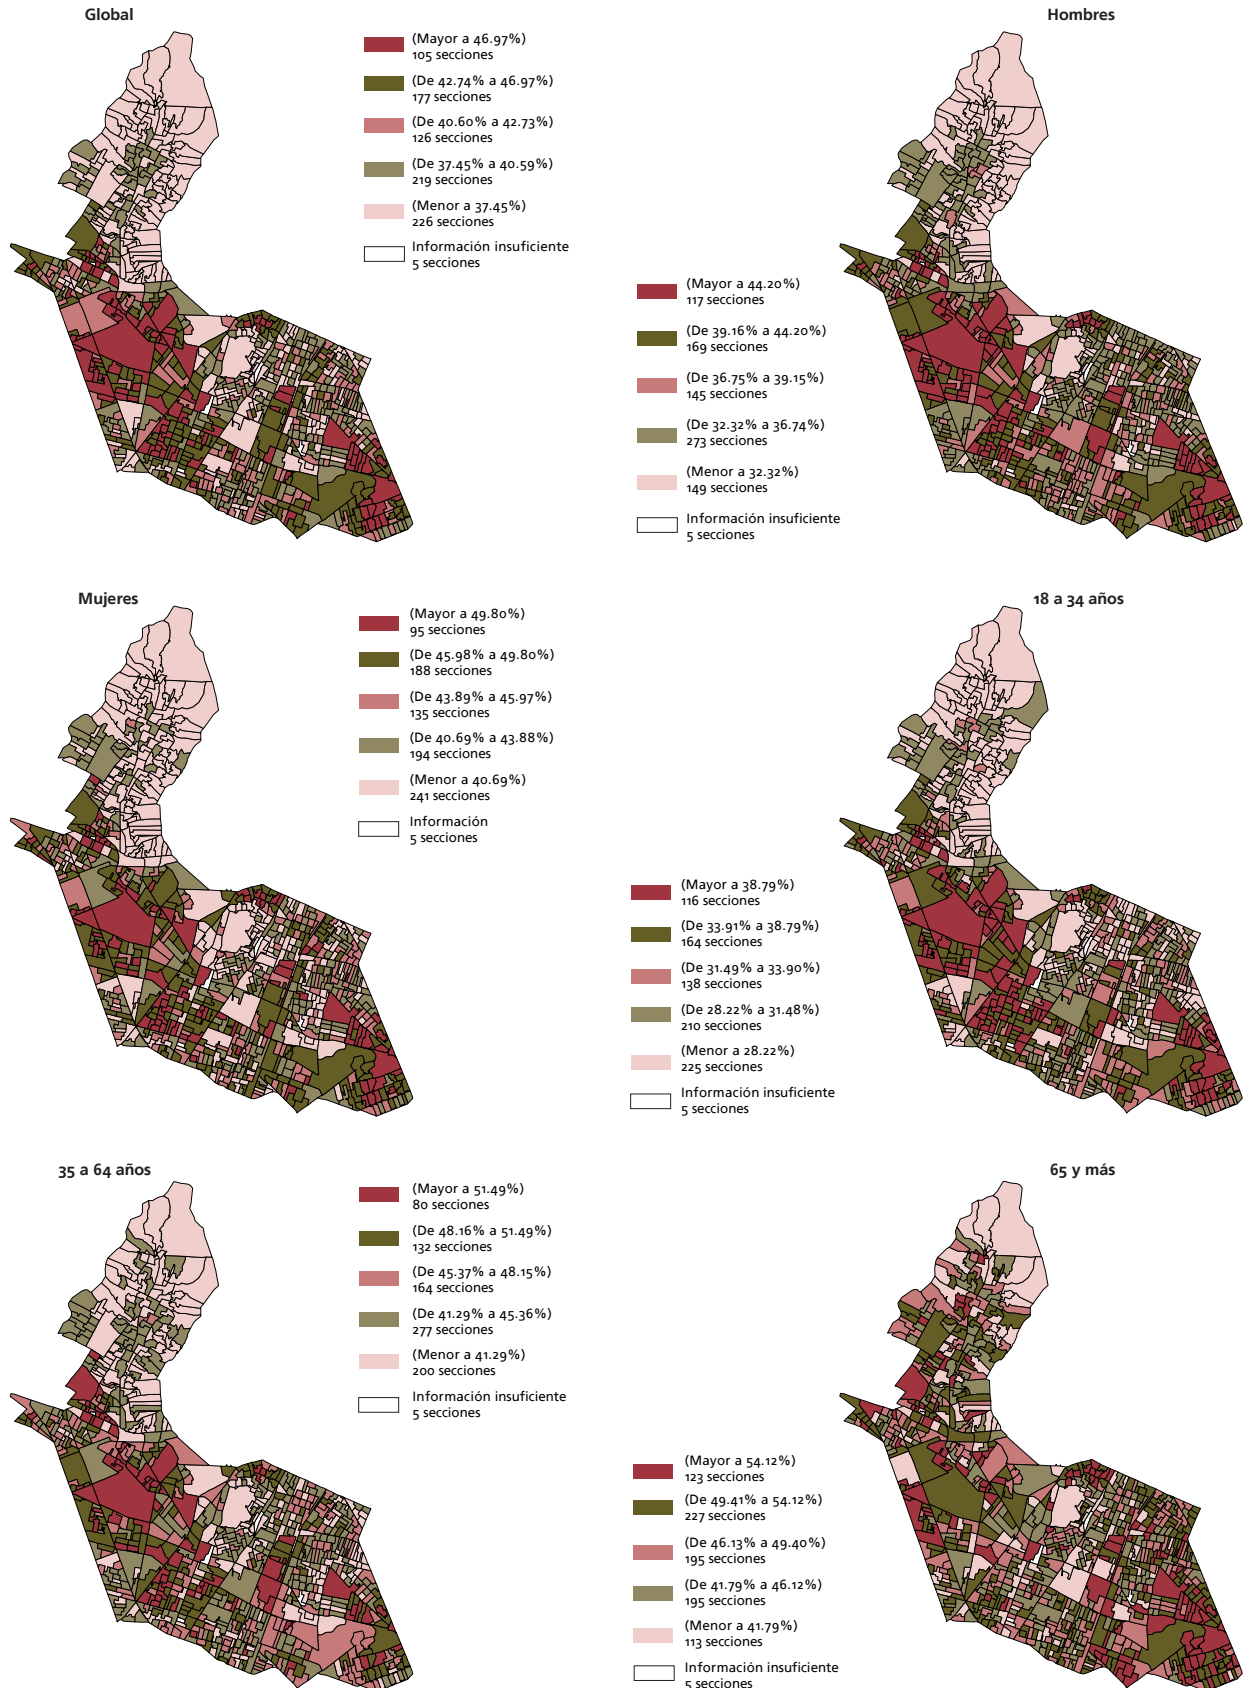 Global
(Mayor a 46.97%)
105 secciones
(De 42.74% a 46.97%)
177 secciones
(De 40.60% a 42.73%)
126 secciones
(De 37.45% a 40.59%)
219 secciones
(Menor a 37.45%)
226 secciones
Información insuficiente
5 secciones
Hombres
(Mayor a 44.20%)
117 secciones
(De 39.16% a 44.20%)
169 secciones
(De 36.75% a 39.15%)
145 secciones
(De 32.32% a 36.74%)
273 secciones
(Menor a 32.32%)
149 secciones
Información insuficiente
5 secciones
Mujeres
(Mayor a 49.80%)
95 secciones
(De 45.98% a 49.80%)
188 secciones
(De 43.89% a 45.97%)
135 secciones
(De 40.69% a 43.88%)
194 secciones
(Menor a 40.69%)
241 secciones
Información
5 secciones
18 a 34 años
(Mayor a 38.79%)
116 secciones
(De 33.91% a 38.79%)
164 secciones
(De 31.49% a 33.90%)
138 secciones
(De 28.22% a 31.48%)
210 secciones
(Menor a 28.22%)
225 secciones
Información insuficiente
5 secciones
35 a 64 años
(Mayor a 51.49%)
80 secciones
(De 48.16% a 51.49%)
132 secciones
(De 45.37% a 48.15%)
164 secciones
(De 41.29% a 45.36%)
277 secciones
(Menor a 41.29%)
200 secciones
Información insuficiente
5 secciones
65 y más
(Mayor a 54.12%)
123 secciones
(De 49.41% a 54.12%)
227 secciones
(De 46.13% a 49.40%)
195 secciones
(De 41.79% a 46.12%)
195 secciones
(Menor a 41.79%)
113 secciones
Información insuficiente
5 secciones